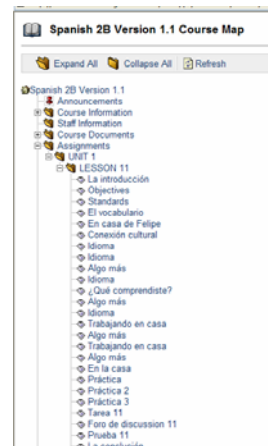 Spanish 2B Version 1.1 Course Map
Expand All Collapse All Refresh
Spanish 2B Version 1.1
Announcements
Course Information
Staff Information
Course Documents
Assignments
UNIT 1
LESSON 11
La introducción
Objectives
Standards
El vocabulario
En casa de Felipe
Conexión cultural
Idioma
Idioma
Algo más
Idioma
Algo más
¿Qué comprendiste?
Algo más
Idioma
Trabajando en casa
Algo más
Trabajando en casa
Algo más
En la casa
Práctica
Práctica 2
Práctica 3
Tarea 11
Foro de discussion 11
Prueba 11
La conclusión